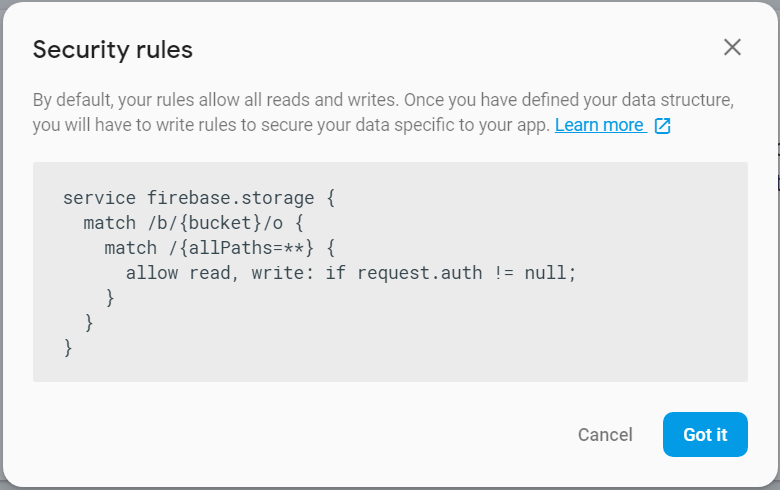 Security rules
By default, your rules allow all reads and writes. Once you have defined your data structure,
you will have to write rules to secure your data specific to your app. Learn more
service firebase.storage {
  match /b/{bucket}/o {
    match /{allPaths=**} {
      allow read, write: if request.auth != null;
    }
  }
}
Cancel
Got it